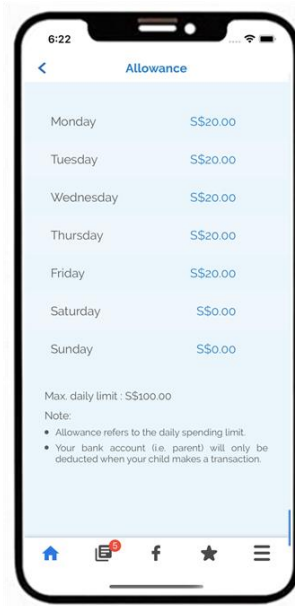 6:22
Allowance
Monday S$20.00
Tuesday S$20.00
Wednesday S$20.00
Thursday S$20.00
Friday S$20.00
Saturday S$0.00
Sunday S$0.00
Max. daily limit : S$100.00
Note:
• Allowance refers to the daily spending limit.
• Your bank account (i.e. parent) will only be
deducted when your child makes a transaction.
5
f